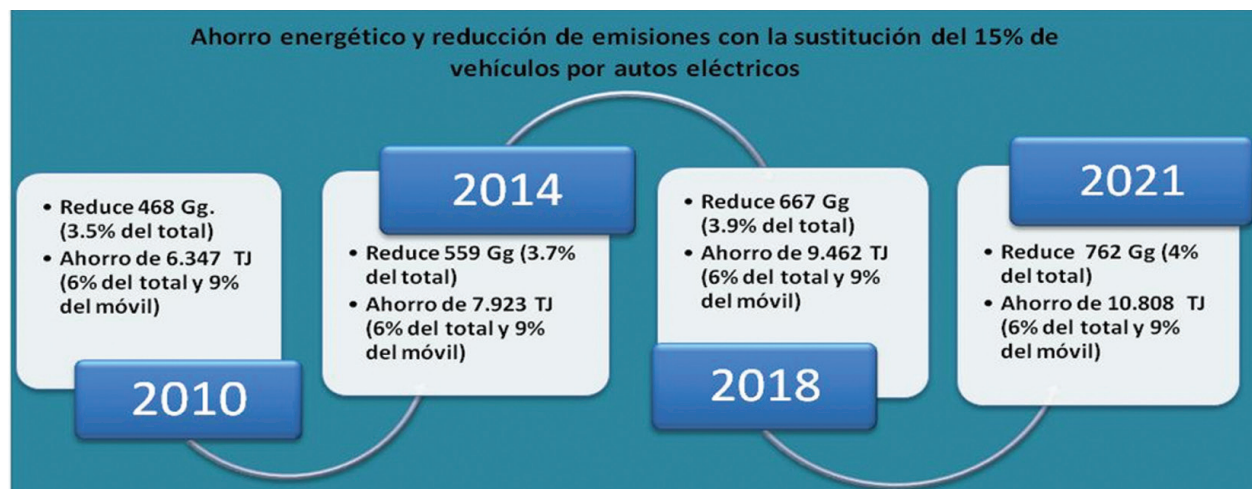 Ahorro energético y reducción de emisiones con la sustitución del 15% de
vehículos por autos eléctricos
• Reduce 468 Gg.
(3.5% del total)
• Ahorro de 6.347 TJ
(6% del total y 9%
del móvil)
2010
2014
• Reduce 559 Gg (3.7%
del total)
• Ahorro de 7.923 TJ
(6% del total y 9%
del móvil)
• Reduce 667 Gg
(3.9% del total)
• Ahorro de 9.462 TJ
(6% del total y 9%
del móvil)
2018
2021
• Reduce 762 Gg (4%
del total)
• Ahorro de 10.808 TJ
(6% del total y 9%
del móvil)